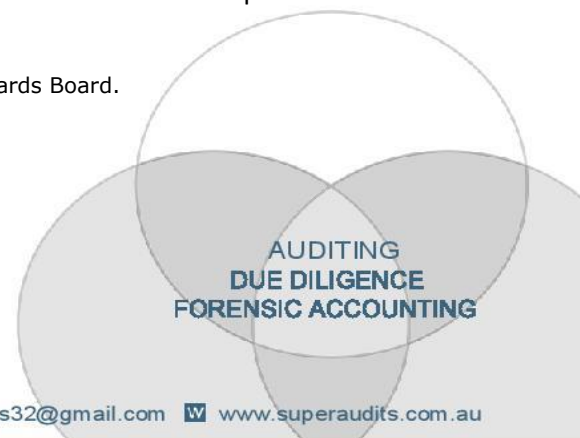 ards Board.
AUDITING
DUE DILIGENCE
FORENSIC ACCOUNTING
s32@gmail.com W www.superaudits.com.au